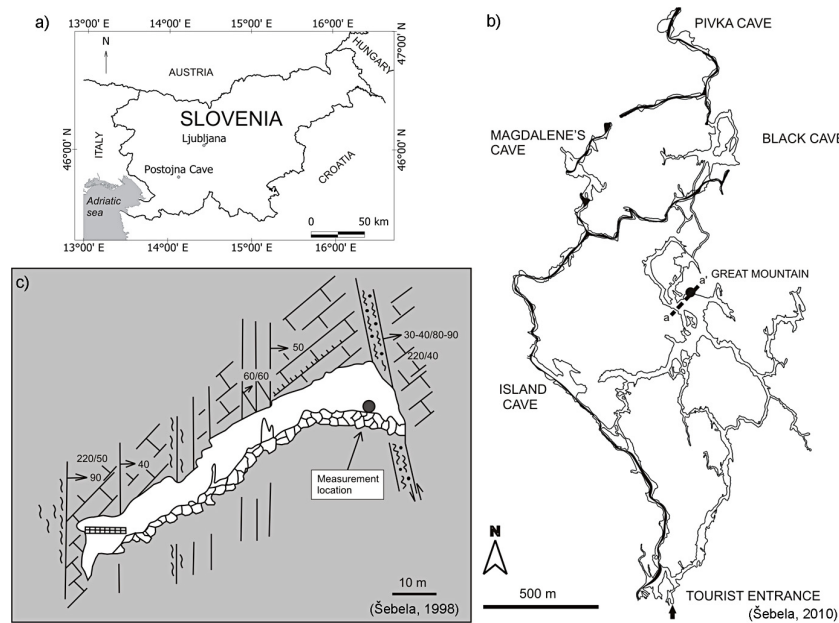 a)
13°00' E
14°00' E
15°00' E
16°00' E
N
AUSTRIA
HUNGARY
47°00' N
SLOVENIA
Ljubljana
ITALY
46°00' N
Postojna Cave
CROATIA
46°00' N
Adriatic
sea
0 50 km
13°00' E
14°00' E
15°00' E
16°00' E
b)
PIVKA CAVE
MAGDALENE'S
CAVE
BLACK CAVE
a'
GREAT MOUNTAIN
a
ISLAND
CAVE
N
500 m
TOURIST ENTRANCE
(Šebela, 2010)
c)
30-40/80-90
50
220/40
60/60
220/50
40
90
Measurement
location
10 m
(Šebela, 1998)